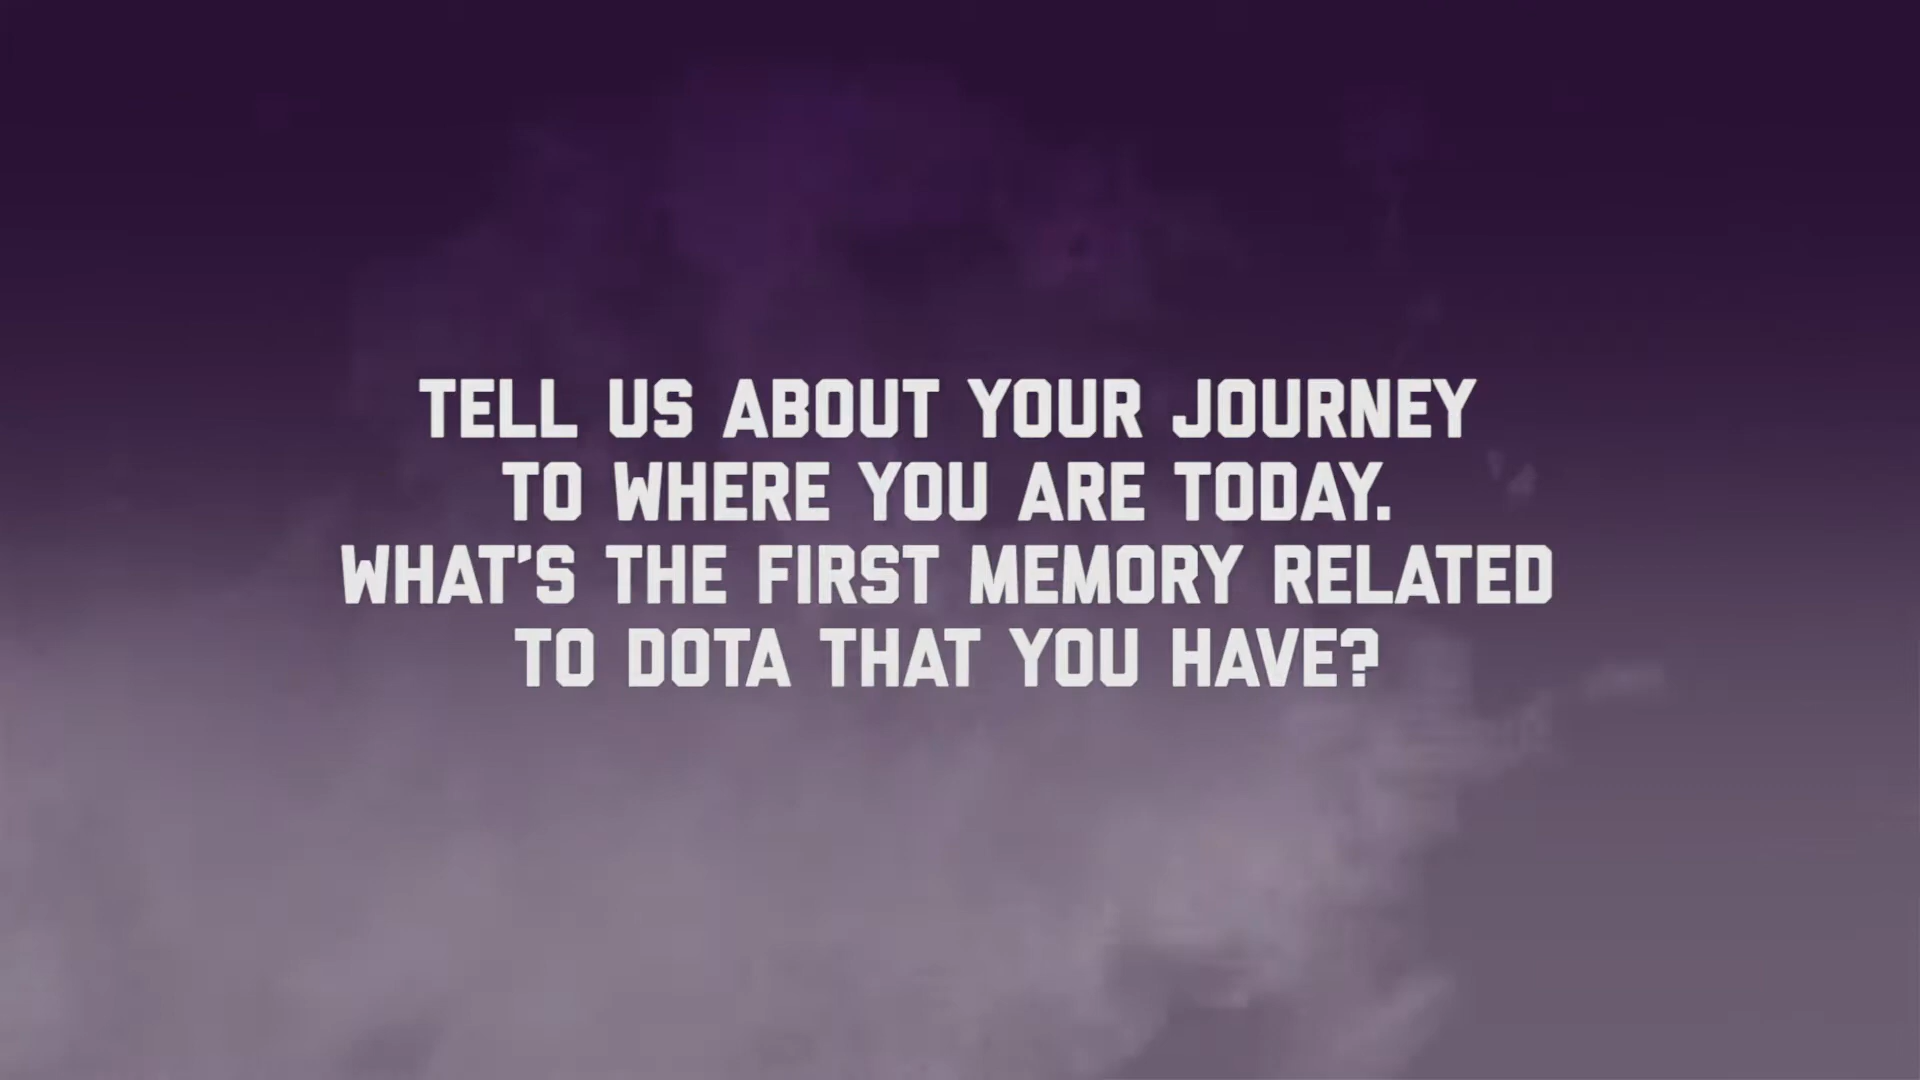 TELL US ABOUT YOUR JOURNEY
TO WHERE YOU ARE TODAY.
WHAT'S THE FIRST MEMORY RELATED
TO DOTA THAT YOU HAVE?